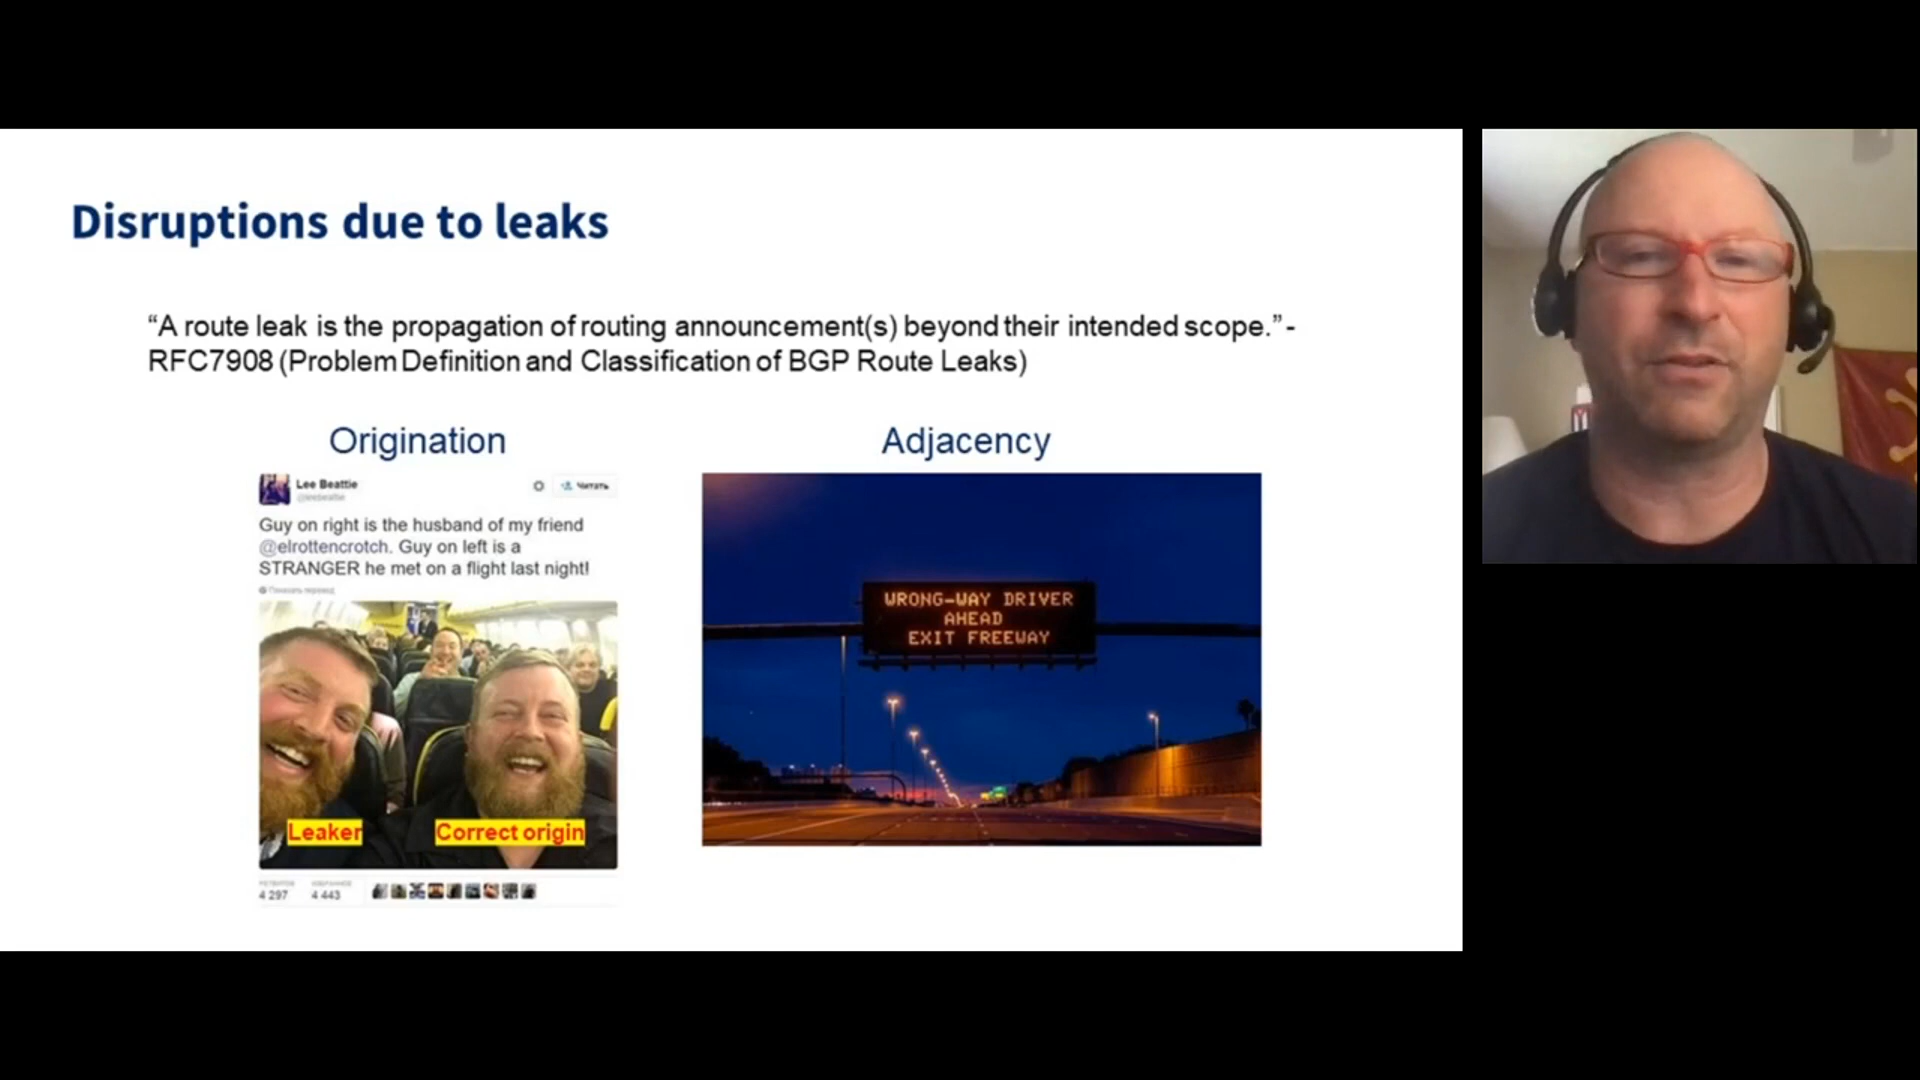 Disruptions due to leaks
“A route leak is the propagation of routing announcement(s) beyond their intended scope.” -
RFC7908 (Problem Definition and Classification of BGP Route Leaks)
Origination
Adjacency
Lee Beattie
@leebeattie
Читать
Guy on right is the husband of my friend
@elrottencrotch. Guy on left is a
STRANGER he met on a flight last night!
Показать перевод
Leaker
Correct origin
4 297
4 443
WRONG-WAY DRIVER
AHEAD
EXIT FREEWAY